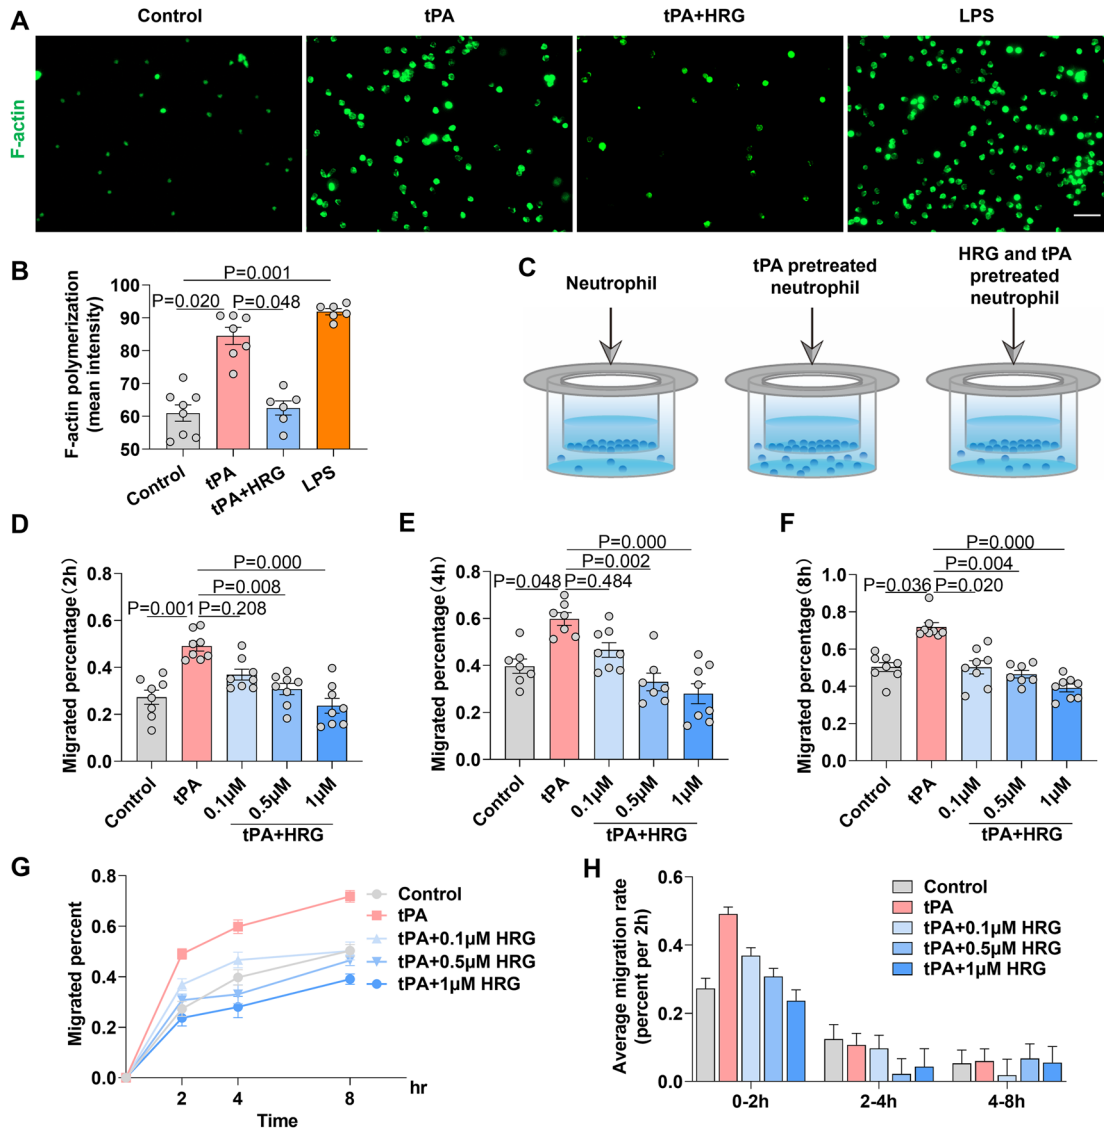 A
Control
tPA
tPA+HRG
LPS
F-actin
B
F-actin polymerization
(mean intensity)
100
90
80
70
60
50
P=0.001
P=0.020
P=0.048
Control
tPA
tPA+HRG
LPS
C
Neutrophil
tPA pretreated
neutrophil
HRG and tPA
pretreated
neutrophil
D
Migrated percentage(2h)
0.8
0.6
0.4
0.2
0.0
P=0.000
P=0.008
P=0.001
P=0.208
Control
tPA
0.1μM
0.5μM
1μM
tPA+HRG
E
Migrated percentage(4h)
0.8
0.6
0.4
0.2
0.0
P=0.000
P=0.002
P=0.048
P=0.484
Control
tPA
0.1μM
0.5μM
1μM
tPA+HRG
F
Migrated percentage(8h)
1.0
0.8
0.6
0.4
0.2
0.0
P=0.000
P=0.004
P=0.036
P=0.020
Control
tPA
0.1μM
0.5μM
1μM
tPA+HRG
G
Migrated percent
0.8
0.6
0.4
0.2
0.0
2
4
8
hr
Time
Control
tPA
tPA+0.1μM HRG
tPA+0.5μM HRG
tPA+1μM HRG
H
Average migration rate
(percent per 2h)
0.6
0.4
0.2
0.0
0-2h
2-4h
4-8h
Control
tPA
tPA+0.1μM HRG
tPA+0.5μM HRG
tPA+1μM HRG